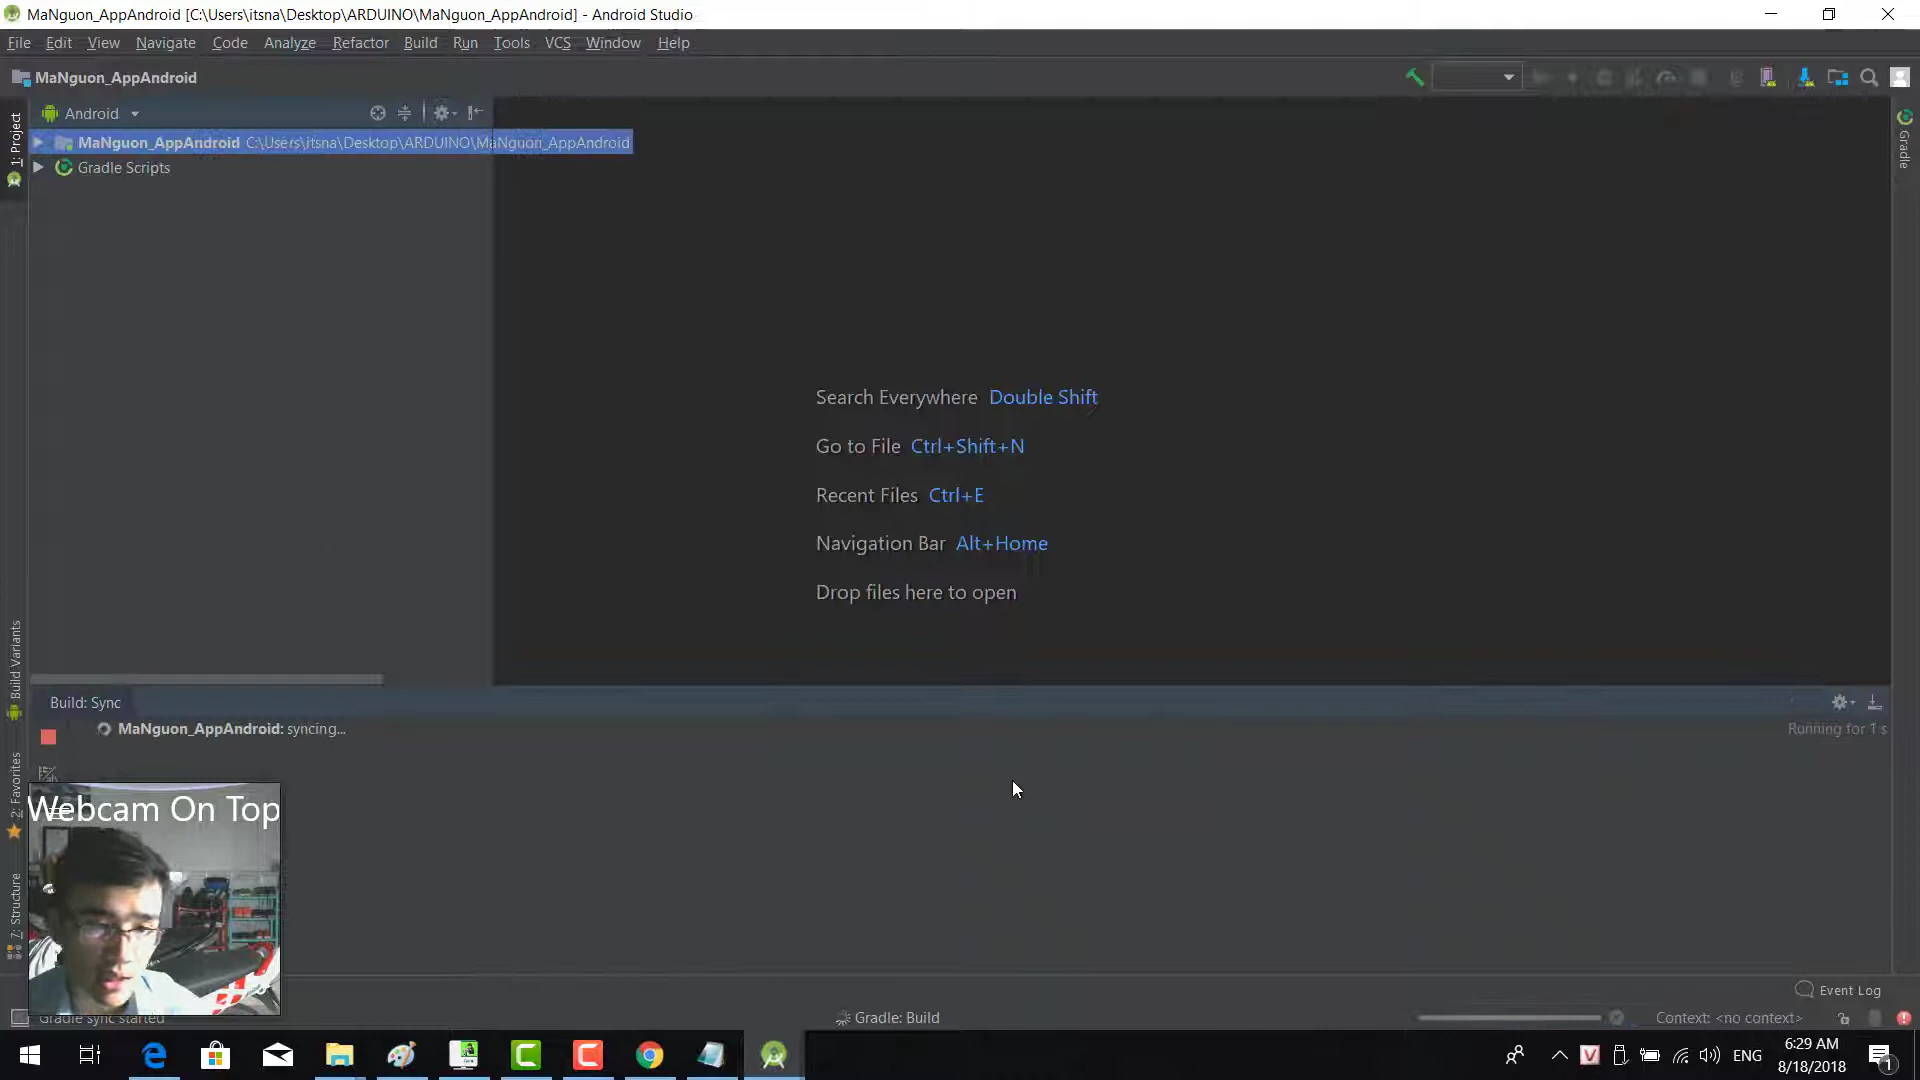 MaNguon_AppAndroid [C:\Users\itsna\Desktop\ARDUINO\MaNguon_AppAndroid] - Android Studio
File Edit View Navigate Code Analyze Refactor Build Run Tools VCS Window Help
MaNguon_AppAndroid
Android
MaNguon_AppAndroid C:\Users\itsna\Desktop\ARDUINO\MaNguon_AppAndroid
Gradle Scripts
1: Project
Gradle
Search Everywhere Double Shift
Go to File Ctrl+Shift+N
Recent Files Ctrl+E
Navigation Bar Alt+Home
Drop files here to open
Build Variants
2: Favorites
7: Structure
Build: Sync
MaNguon_AppAndroid: syncing...
Running for 1 s
Webcam On Top
Event Log
Gradle sync started
Gradle: Build
Context: <no context>
ENG
6:29 AM
8/18/2018
1